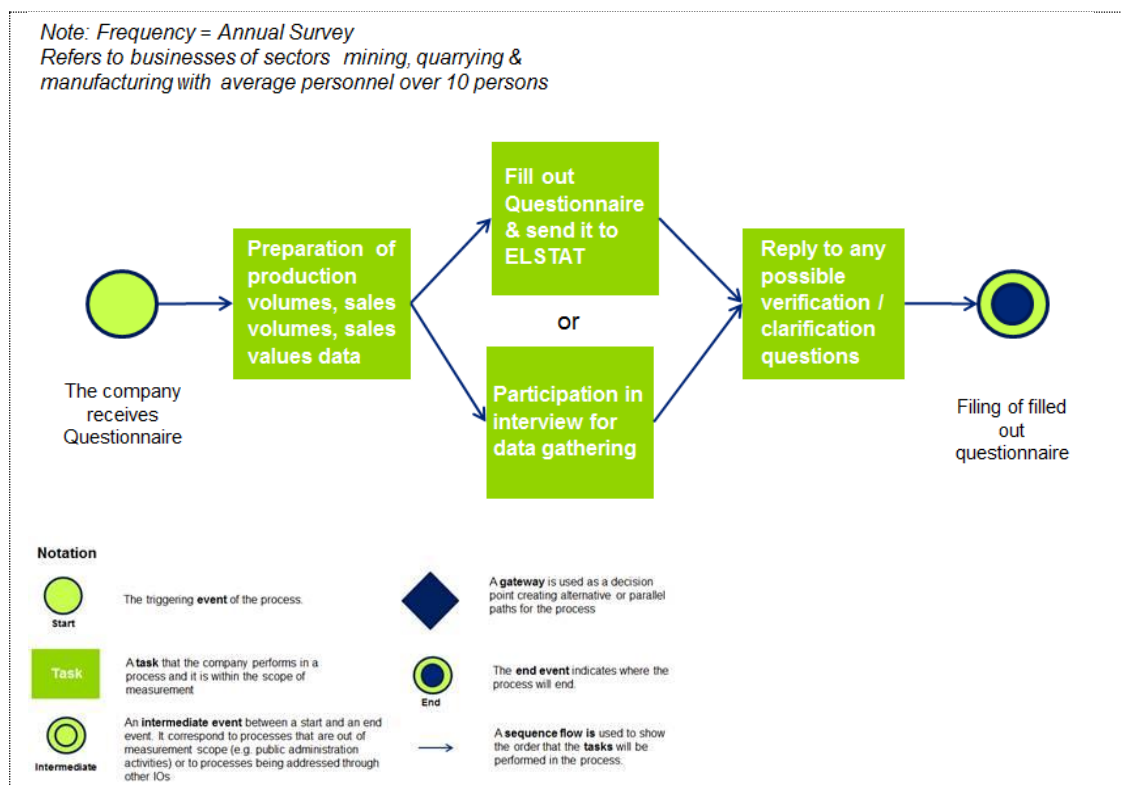 Note: Frequency = Annual Survey
Refers to businesses of sectors mining, quarrying &
manufacturing with average personnel over 10 persons
The company
receives
Questionnaire
Preparation of
production
volumes, sales
volumes, sales
values data
Fill out
Questionnaire
& send it to
ELSTAT
or
Participation in
interview for
data gathering
Reply to any
possible
verification /
clarification
questions
Filing of filled
out
questionnaire
Notation
Start
The triggering event of the process.
Task
A task that the company performs in a
process and it is within the scope of
measurement
Intermediate
An intermediate event between a start and an end
event. It correspond to processes that are out of
measurement scope (e.g. public administration
activities) or to processes being addressed through
other IOs
A gateway is used as a decision
point creating alternative or parallel
paths for the process
End
The end event indicates where the
process will end.
A sequence flow is used to show
the order that the tasks will be
performed in the process.